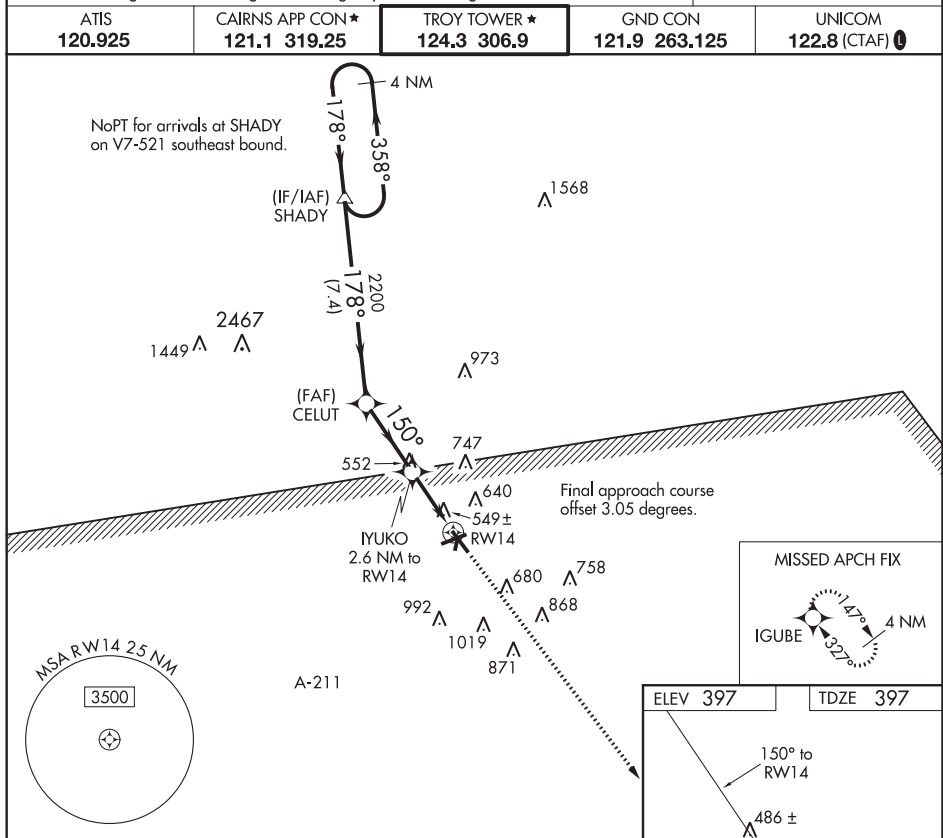 ATIS
120.925
CAIRNS APP CON★
121.1 319.25
TROY TOWER★
124.3 306.9
GND CON
121.9 263.125
UNICOM
122.8 (CTAF) L
4 NM
NoPT for arrivals at SHADY
on V7-521 southeast bound.
178°
358°
(IF/IAF)
SHADY
1568
2200
178°
(7.4)
2467
1449
973
(FAF)
CELUT
150°
747
552
640
549 ±
RW14
Final approach course
offset 3.05 degrees.
IYUKO
2.6 NM to
RW14
680
758
992
868
1019
871
MISSED APCH FIX
147°
4 NM
IGUBE
327°
MSA RW14 25 NM
3500
A-211
ELEV 397
TDZE 397
150° to
RW14
486 ±